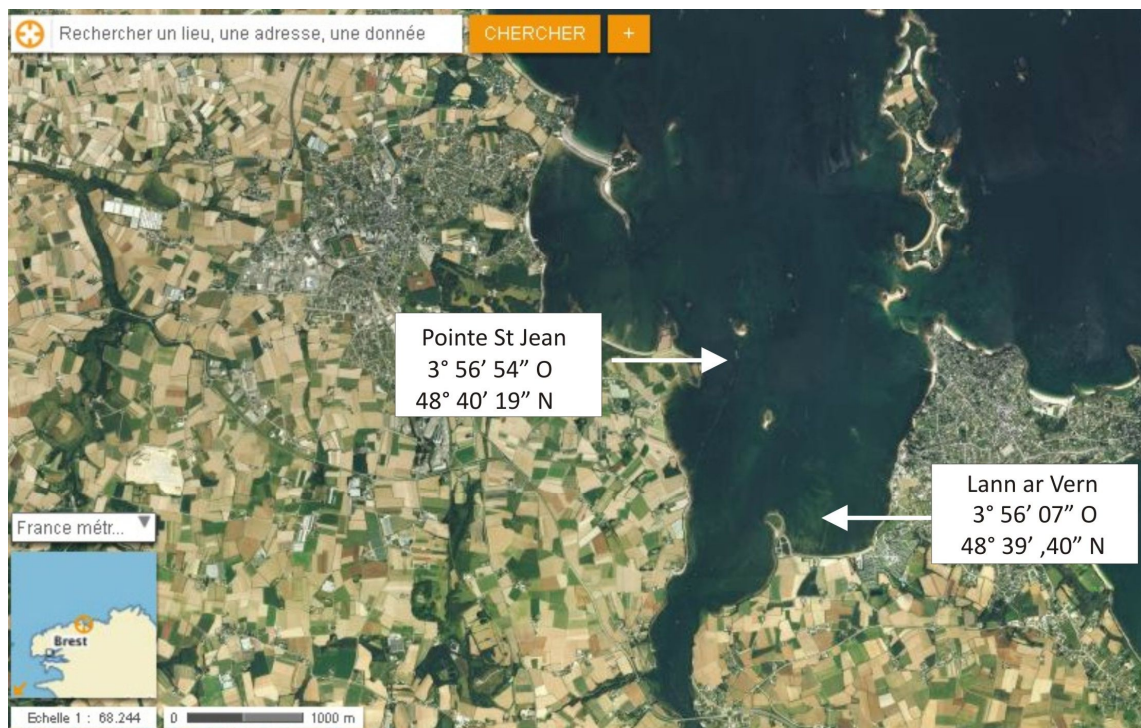 Rechercher un lieu, une adresse, une donnée
CHERCHER
+
Pointe St Jean
3° 56’ 54” O
48° 40’ 19” N
Lann ar Vern
3° 56’ 07” O
48° 39’ ,40” N
France métr...
Brest
Echelle 1 : 68.244
0 1000 m